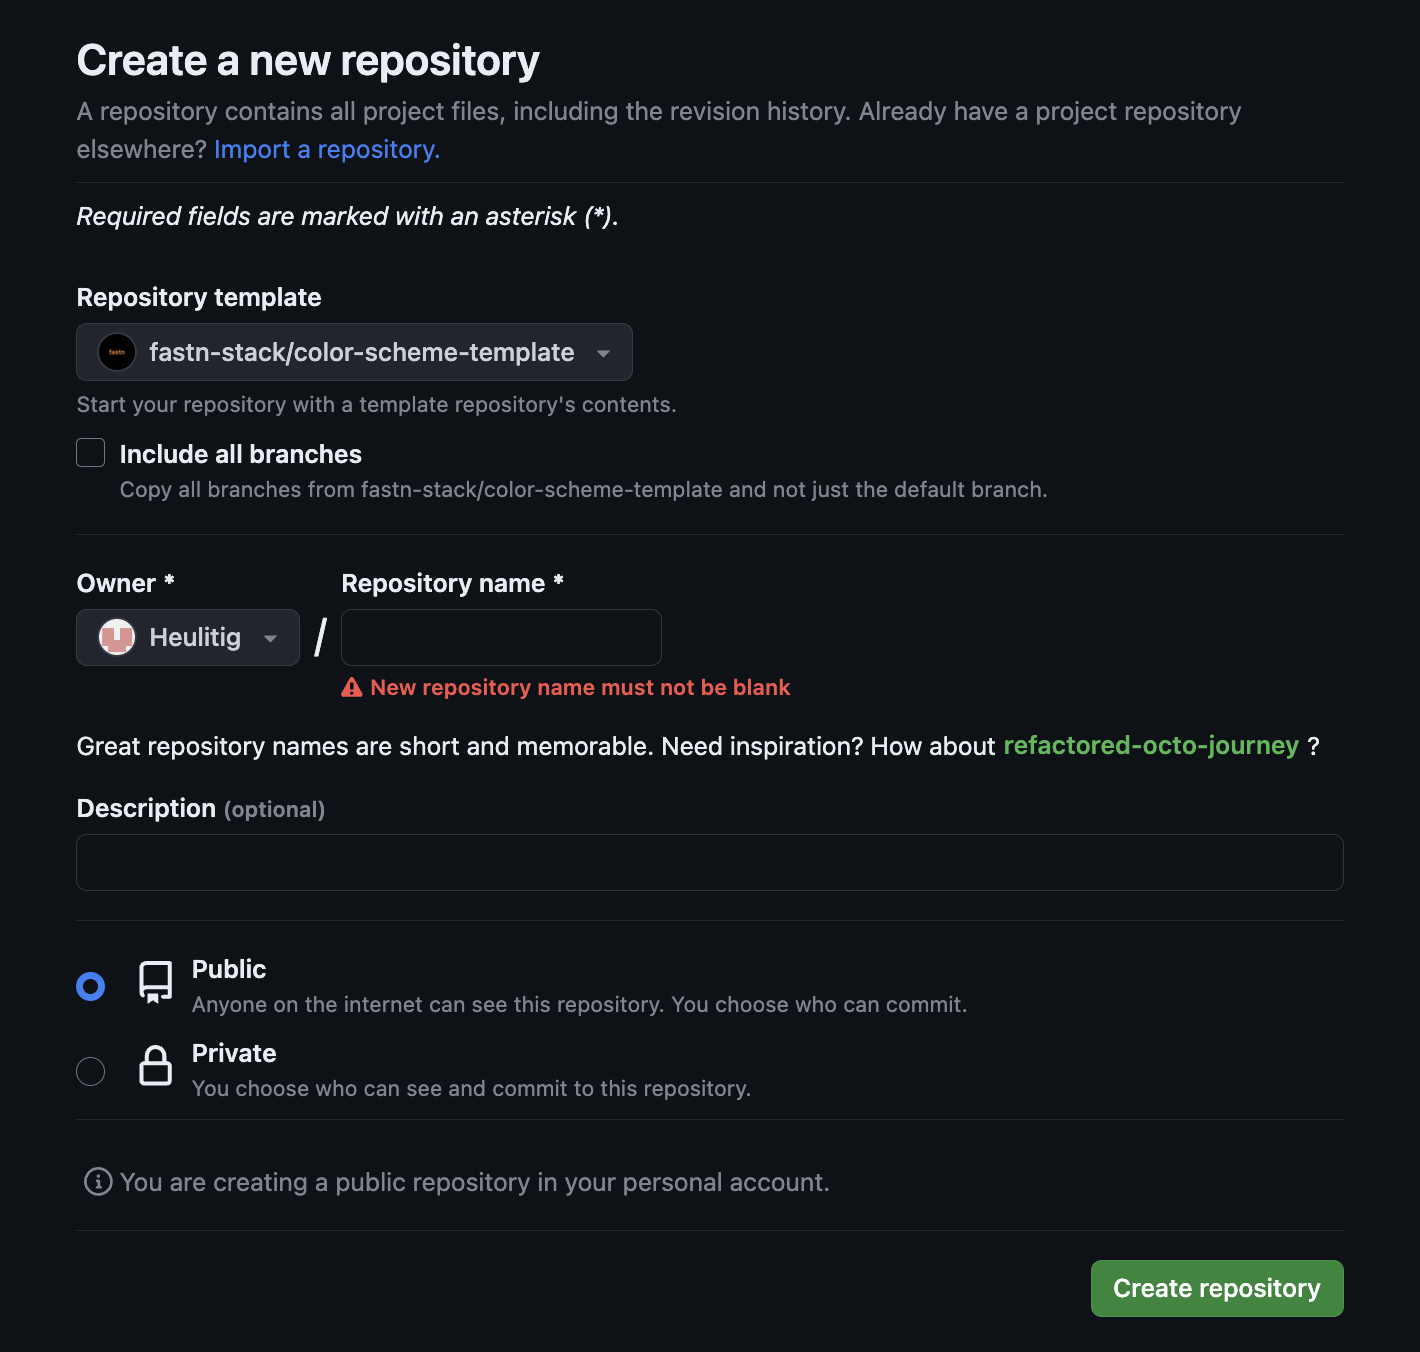 Create a new repository
A repository contains all project files, including the revision history. Already have a project repository
elsewhere? Import a repository.
Required fields are marked with an asterisk (*).
Repository template
fastn
fastn-stack/color-scheme-template
Start your repository with a template repository's contents.
Include all branches
Copy all branches from fastn-stack/color-scheme-template and not just the default branch.
Owner * Repository name *
Heulitig /
New repository name must not be blank
Great repository names are short and memorable. Need inspiration? How about refactored-octo-journey ?
Description (optional)
Public
Anyone on the internet can see this repository. You choose who can commit.
Private
You choose who can see and commit to this repository.
You are creating a public repository in your personal account.
Create repository